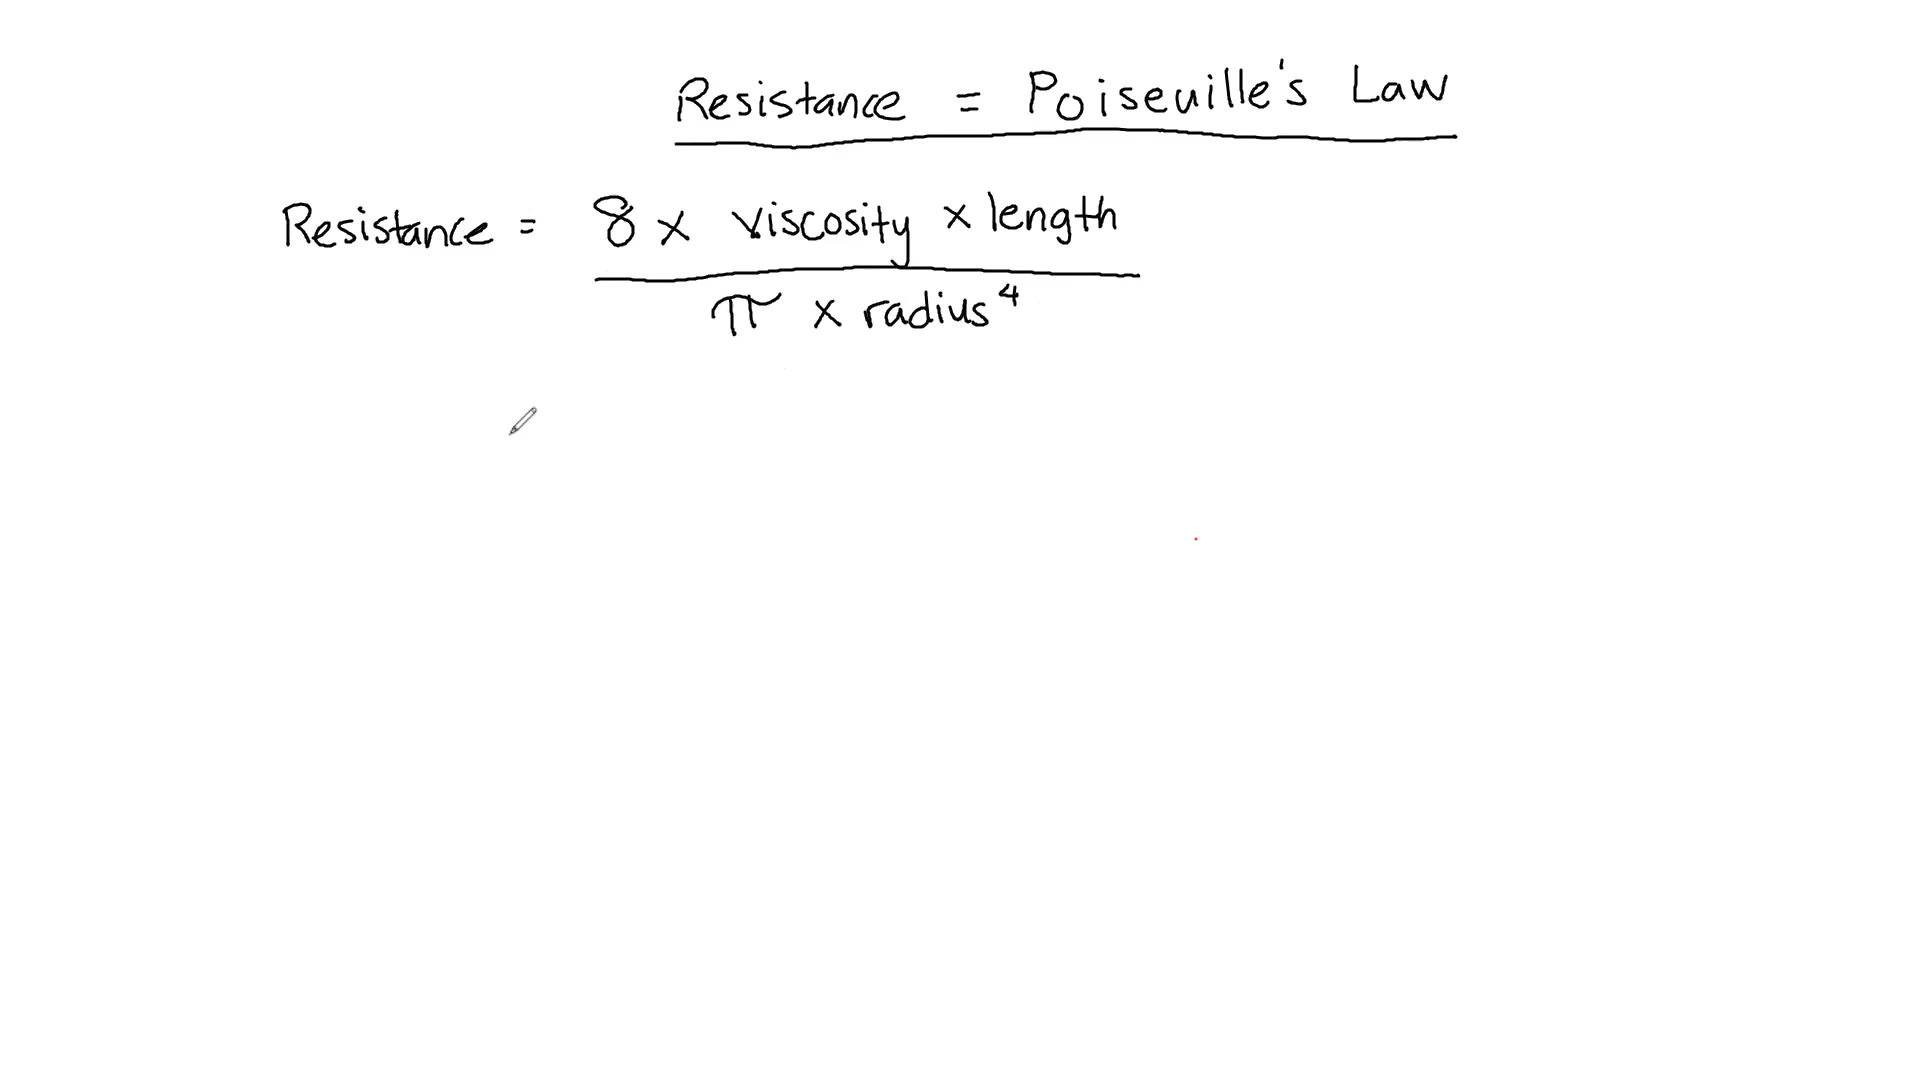 Resistance = Poiseuille's Law
Resistance = 8 x viscosity x length
π x radius⁴